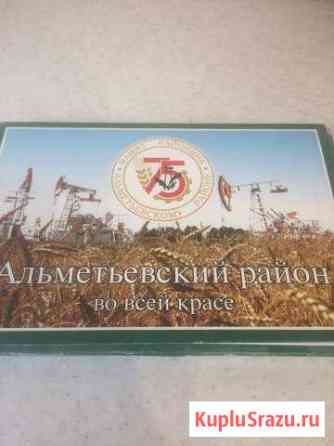 75
Альметьевский район
во всей красе
KupluSrazu.ru